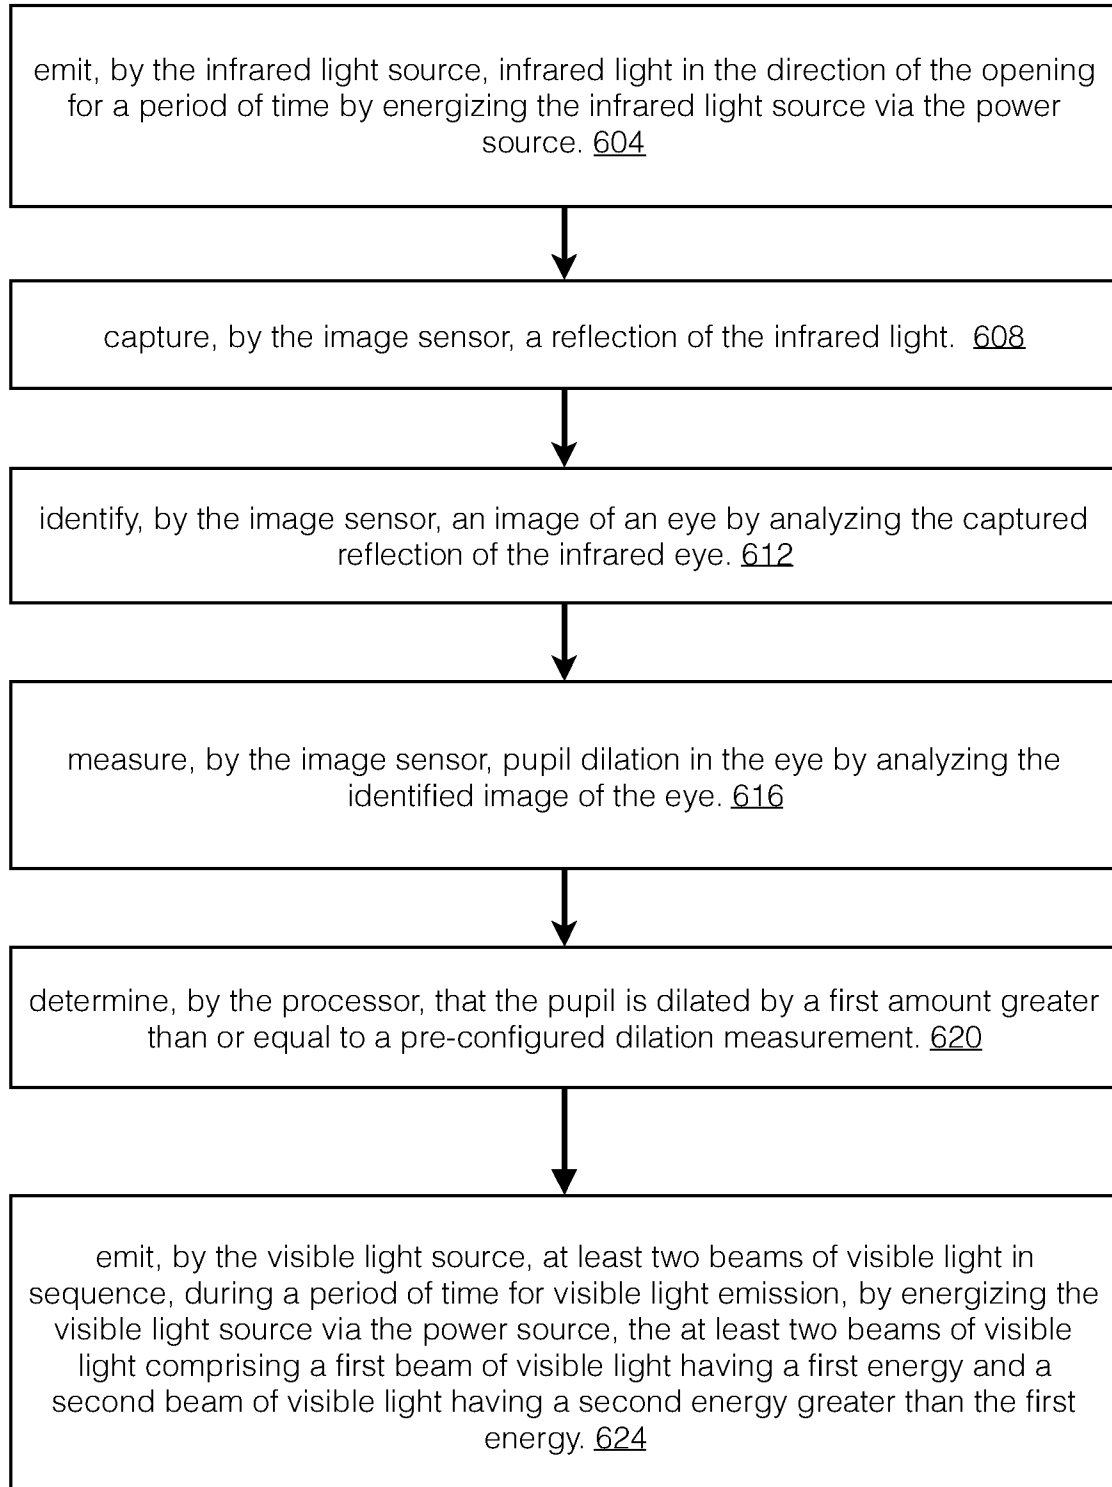 emit, by the infrared light source, infrared light in the direction of the opening
for a period of time by energizing the infrared light source via the power
source. 604
capture, by the image sensor, a reflection of the infrared light. 608
identify, by the image sensor, an image of an eye by analyzing the captured
reflection of the infrared eye. 612
measure, by the image sensor, pupil dilation in the eye by analyzing the
identified image of the eye. 616
determine, by the processor, that the pupil is dilated by a first amount greater
than or equal to a pre-configured dilation measurement. 620
emit, by the visible light source, at least two beams of visible light in
sequence, during a period of time for visible light emission, by energizing the
visible light source via the power source, the at least two beams of visible
light comprising a first beam of visible light having a first energy and a
second beam of visible light having a second energy greater than the first
energy. 624